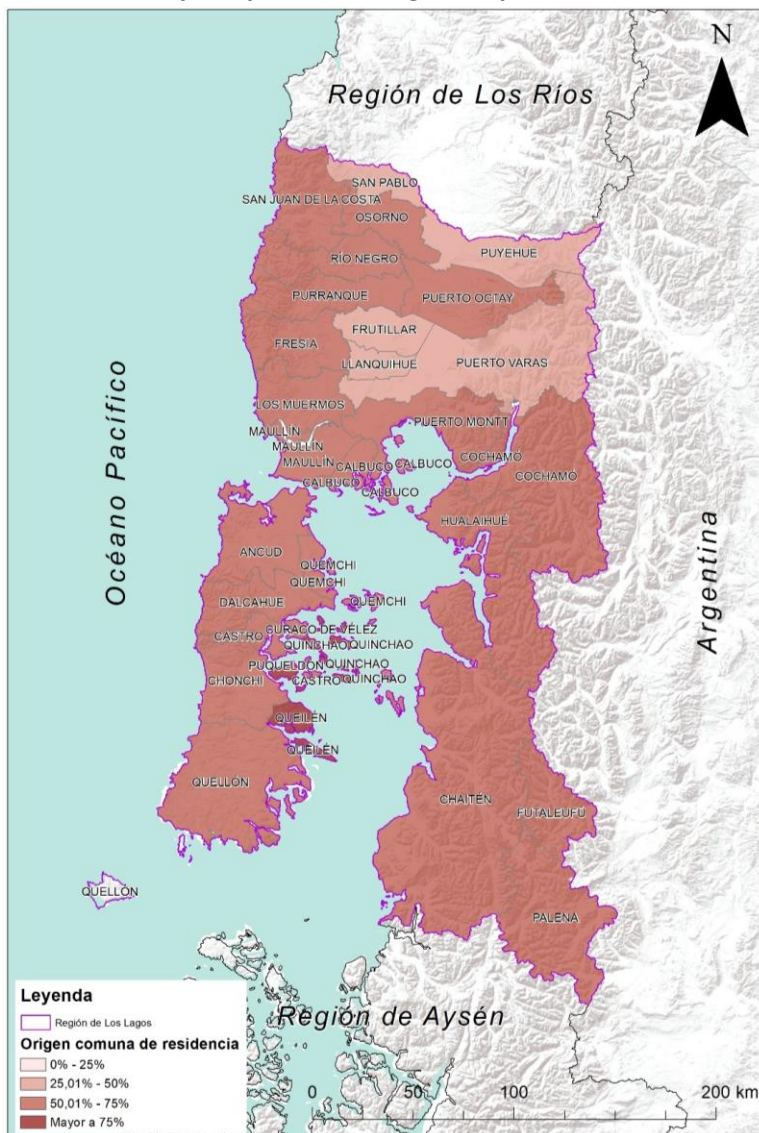 N
Región de Los Ríos
SAN PABLO
SAN JUAN DE LA COSTA
OSORNO
PUYEHUE
RÍO NEGRO
PURRANQUE
PUERTO OCTAY
FRUTILLAR
FRESIA
LLANQUIHUE
PUERTO VARAS
LOS MUERMOS
PUERTO MONTT
MAULLÍN
MAULLÍN
MAULLÍN
COCHAMÓ
CALBUCO
CALBUCO
COCHAMÓ
CALBUCO
CALBUCO
HUALAIHUÉ
Océano Pacífico
Argentina
ANCUD
QUEMCHI
QUEMCHI
DALCAHUE
QUEMCHI
CURACO DE VÉLEZ
CASTRO
QUINCHAO
QUINCHAO
PUQUELDÓN
QUINCHAO
CHONCHI
CASTRO
QUINCHAO
QUEILÉN
QUEILÉN
QUELLÓN
CHAITÉN
FUTALEUFÚ
QUELLÓN
PALENA
Región de Aysén
Leyenda
Región de Los Lagos
Origen comuna de residencia
0% - 25%
25,01% - 50%
50,01% - 75%
Mayor a 75%
0 50 100 200 km